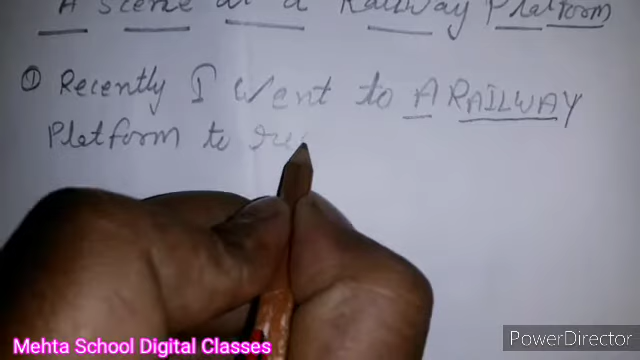 A Scene at a Railway Platform
① Recently I Went to A RAILWAY
Platform to
Mehta School Digital Classes
PowerDirector